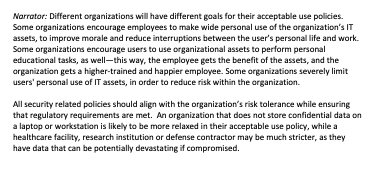 Narrator: Different organizations will have different goals for their acceptable use policies.
Some organizations encourage employees to make wide personal use of the organization's IT
assets, to improve morale and reduce interruptions between the user's personal life and work.
Some organizations encourage users to use organizational assets to perform personal
educational tasks, as well—this way, the employee gets the benefit of the assets, and the
organization gets a higher-trained and happier employee. Some organizations severely limit
users' personal use of IT assets, in order to reduce risk within the organization.

All security related policies should align with the organization's risk tolerance while ensuring
that regulatory requirements are met.  An organization that does not store confidential data on
a laptop or workstation is likely to be more relaxed in their acceptable use policy, while a
healthcare facility, research institution or defense contractor may be much stricter, as they
have data that can be potentially devastating if compromised.